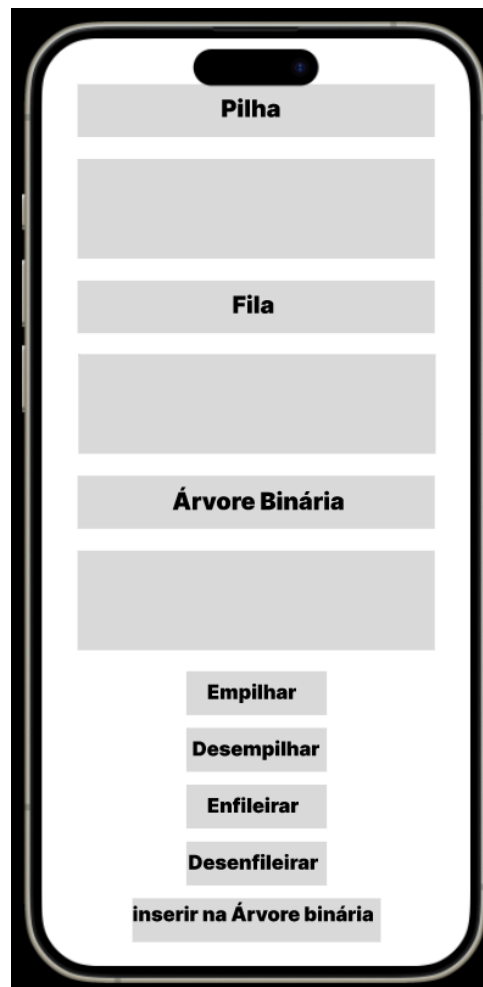 Pilha
Fila
Árvore Binária
Empilhar
Desempilhar
Enfileirar
Desenfileirar
inserir na Árvore binária